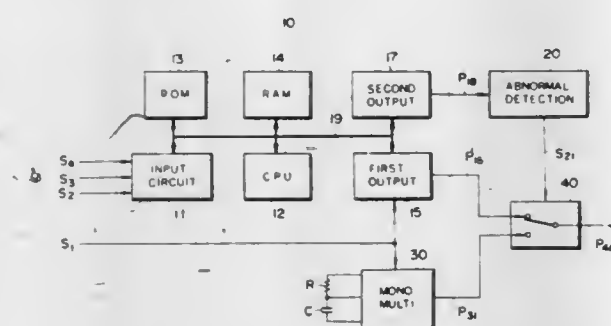 10
13 14 17 20
ROM RAM SECOND OUTPUT P18 ABNORMAL DETECTION
19
S4 INPUT CIRCUIT CPU FIRST OUTPUT P16 S21
S3
S2
11 12 15 40
S1 30
R MONO MULTI P31
C